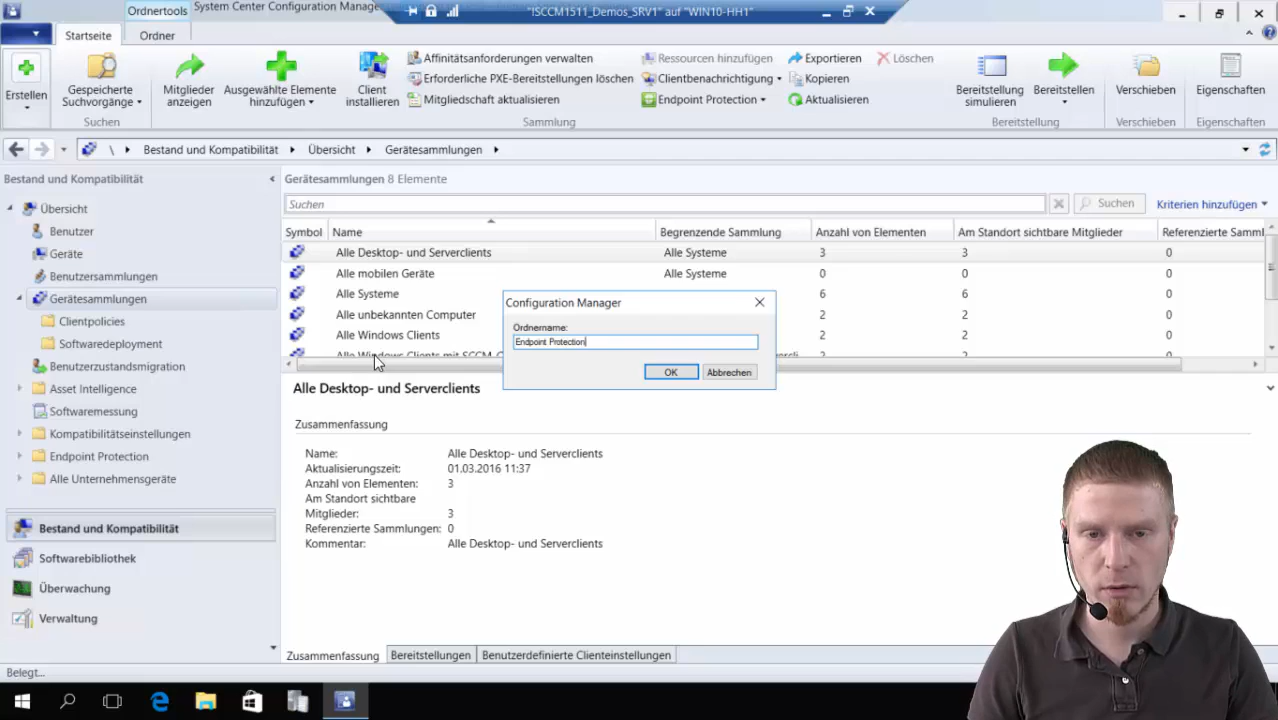 Ordnertools
System Center Configuration Manag
"ISCCM1511_Demos_SRV1" auf "WIN10-HH1"
Startseite
Ordner
Erstellen
Gespeicherte
Suchvorgänge
Suchen
Mitglieder
anzeigen
Ausgewählte Elemente
hinzufügen
Client
installieren
Affinitätsanforderungen verwalten
Erforderliche PXE-Bereitstellungen löschen
Mitgliedschaft aktualisieren
Ressourcen hinzufügen
Clientbenachrichtigung
Endpoint Protection
Sammlung
Exportieren
Kopieren
Aktualisieren
Löschen
Bereitstellung
simulieren
Bereitstellen
Bereitstellung
Verschieben
Verschieben
Eigenschaften
Eigenschaften
\ Bestand und Kompatibilität Übersicht Gerätesammlungen
Bestand und Kompatibilität
Übersicht
Benutzer
Geräte
Benutzersammlungen
Gerätesammlungen
Clientpolicies
Softwaredeployment
Benutzerzustandsmigration
Asset Intelligence
Softwaremessung
Kompatibilitätseinstellungen
Endpoint Protection
Alle Unternehmensgeräte
Bestand und Kompatibilität
Softwarebibliothek
Überwachung
Verwaltung
Belegt...
Gerätesammlungen 8 Elemente
Suchen
Suchen
Kriterien hinzufügen
Symbol Name Begrenzende Sammlung Anzahl von Elementen Am Standort sichtbare Mitglieder Referenzierte Samml
Alle Desktop- und Serverclients Alle Systeme 3 3 0
Alle mobilen Geräte Alle Systeme 0 0 0
Alle Systeme 6 6 0
Alle unbekannten Computer 2 2 0
Alle Windows Clients 2 2 0
Alle Windows Clients mit SCCM-C
Configuration Manager
Ordnername:
Endpoint Protection
OK
Abbrechen
Alle Desktop- und Serverclients
Zusammenfassung
Name: Alle Desktop- und Serverclients
Aktualisierungszeit: 01.03.2016 11:37
Anzahl von Elementen: 3
Am Standort sichtbare
Mitglieder: 3
Referenzierte Sammlungen: 0
Kommentar: Alle Desktop- und Serverclients
Zusammenfassung
Bereitstellungen
Benutzerdefinierte Clienteinstellungen